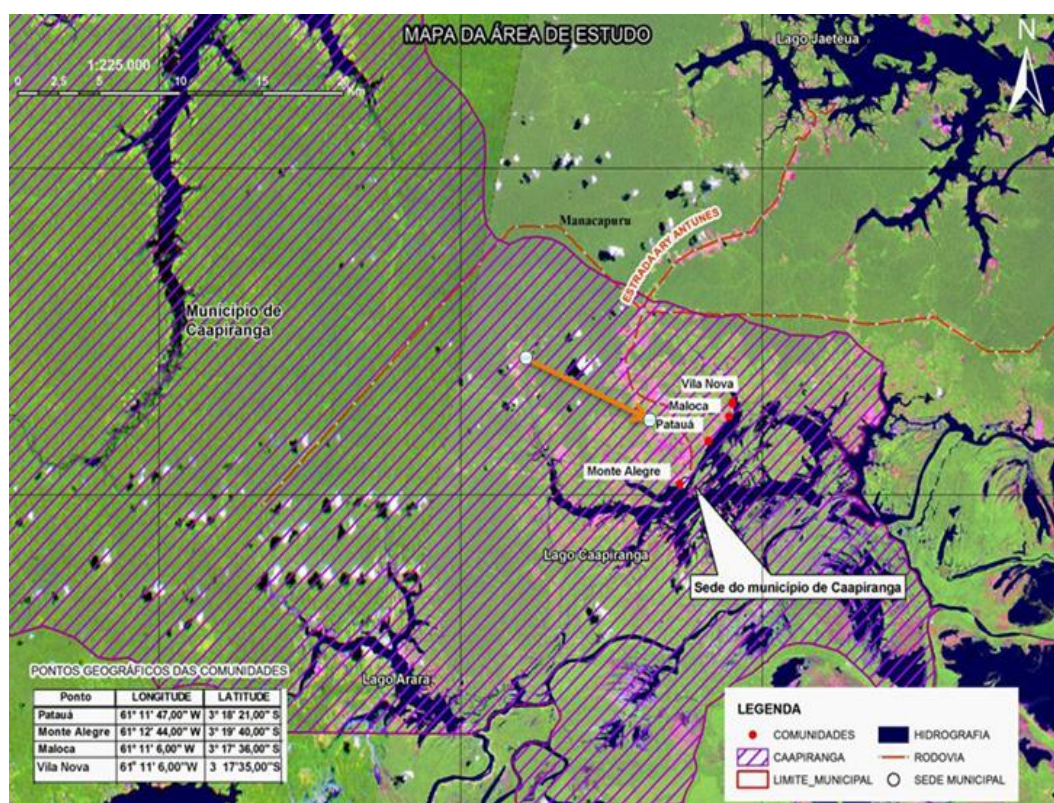 MAPA DA ÁREA DE ESTUDO
Lago Jaeteua
N
1:225.000
0 2,5 5 10 15 20 Km
Manacapuru
ESTRADA ARY ANTUNES
Município de
Caapiranga
Vila Nova
Maloca
Patauá
Monte Alegre
Lago Caapiranga
Sede do município de Caapiranga
Lago Arara
PONTOS GEOGRÁFICOS DAS COMUNIDADES
Ponto LONGITUDE LATITUDE
Patauá 61° 11' 47,00" W 3° 18' 21,00" S
Monte Alegre 61° 12' 44,00" W 3° 19' 40,00" S
Maloca 61° 11' 6,00" W 3° 17' 36,00" S
Vila Nova 61° 11' 6,00"W 3 17'35,00"S
LEGENDA
COMUNIDADES HIDROGRAFIA
CAAPIRANGA RODOVIA
LIMITE_MUNICIPAL SEDE MUNICIPAL